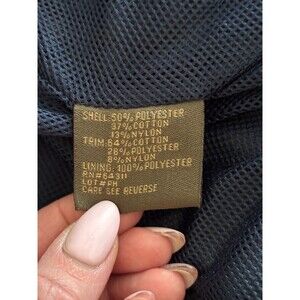 SHELL: 50% POLYESTER
37% COTTON
13% NYLON
TRIM: 64% COTTON
28% POLYESTER
8% NYLON
LINING: 100% POLYESTER
RN#64311
LOT#PH
CARE SEE REVERSE